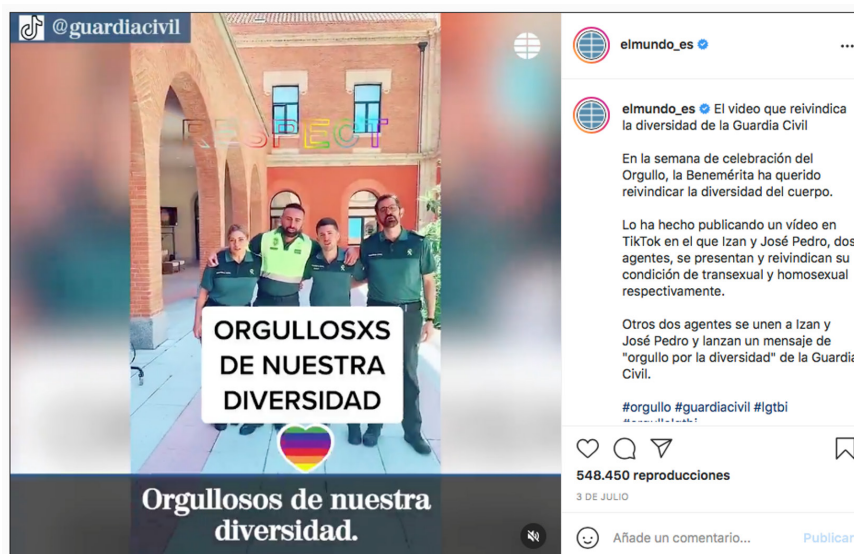 @guardiacivil
RESPECT
ORGULLOSXS
DE NUESTRA
DIVERSIDAD
Orgullosos de nuestra
diversidad.
elmundo_es
elmundo_es El video que reivindica
la diversidad de la Guardia Civil
En la semana de celebración del
Orgullo, la Benemérita ha querido
reivindicar la diversidad del cuerpo.
Lo ha hecho publicando un vídeo en
TikTok en el que Izan y José Pedro, dos
agentes, se presentan y reivindican su
condición de transexual y homosexual
respectivamente.
Otros dos agentes se unen a Izan y
José Pedro y lanzan un mensaje de
"orgullo por la diversidad" de la Guardia
Civil.
#orgullo #guardiacivil #lgtbi
548.450 reproducciones
3 DE JULIO
Añade un comentario...
Publicar